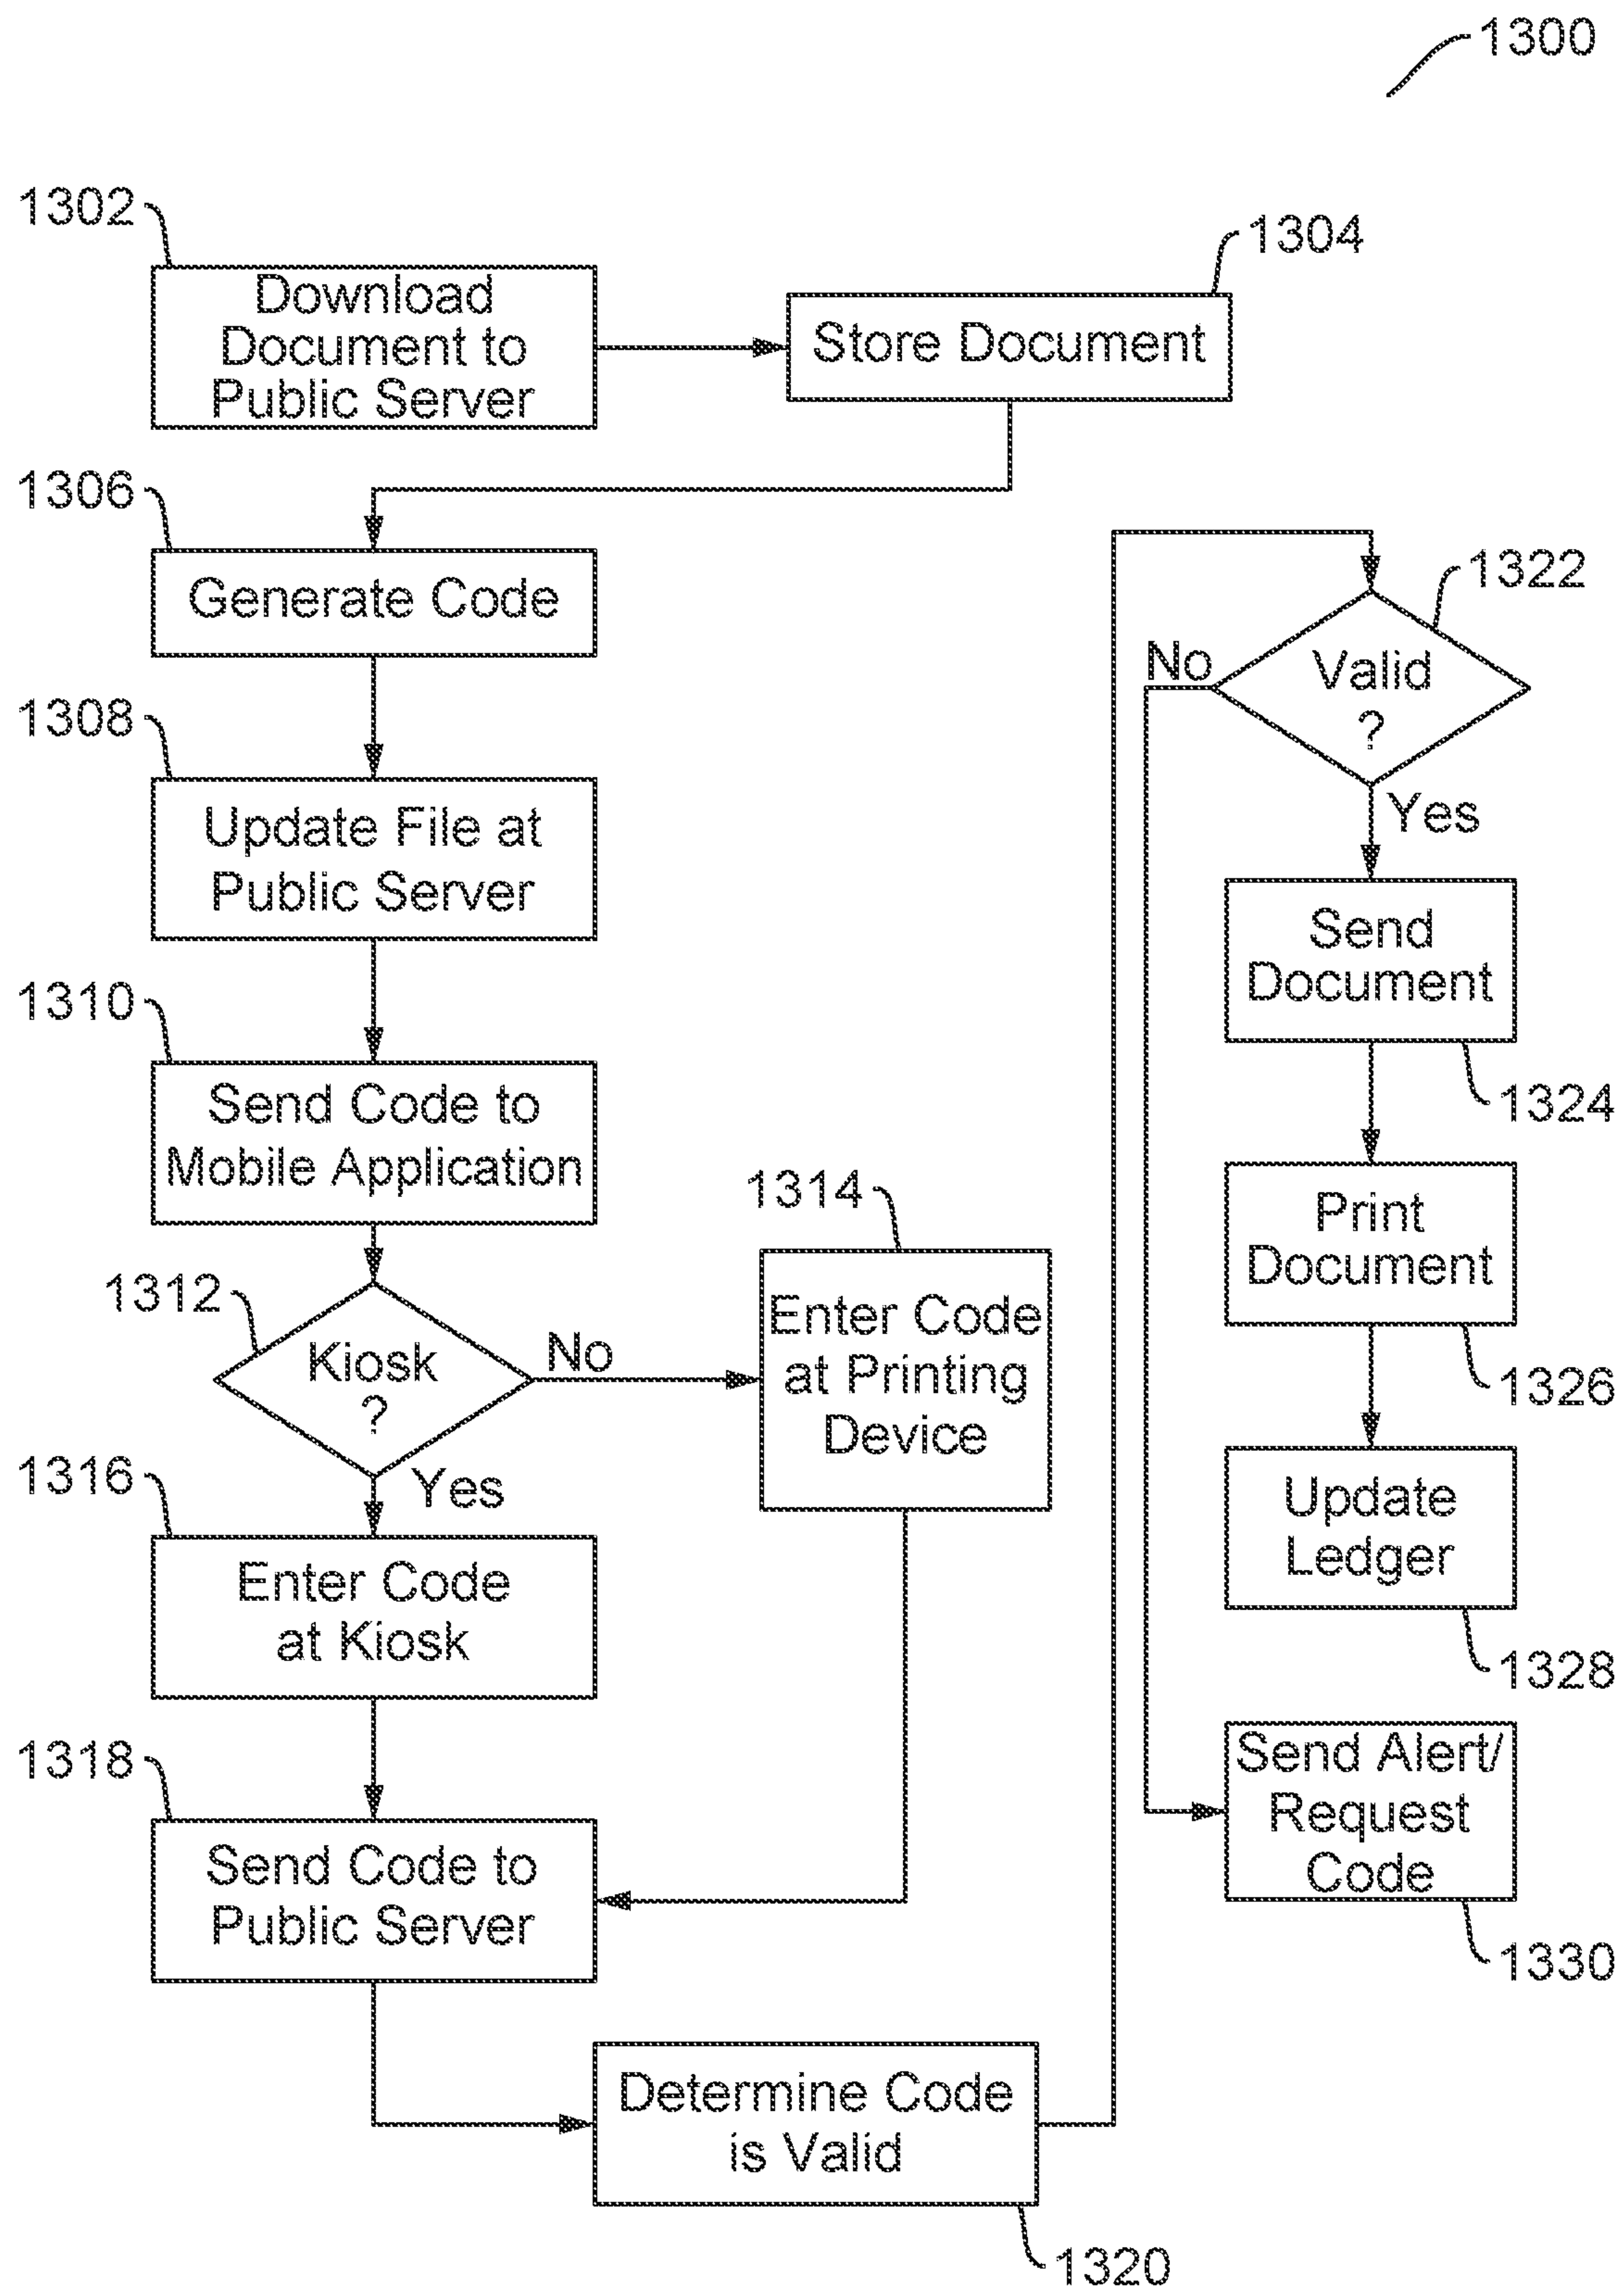 1300
1302
Download
Document to
Public Server
1304
Store Document
1306
Generate Code
1308
Update File at
Public Server
1310
Send Code to
Mobile Application
1312
Kiosk
?
No
Yes
1314
Enter Code
at Printing
Device
1316
Enter Code
at Kiosk
1318
Send Code to
Public Server
Determine Code
is Valid
1320
1322
Valid
?
No
Yes
Send
Document
1324
Print
Document
1326
Update
Ledger
1328
Send Alert/
Request
Code
1330